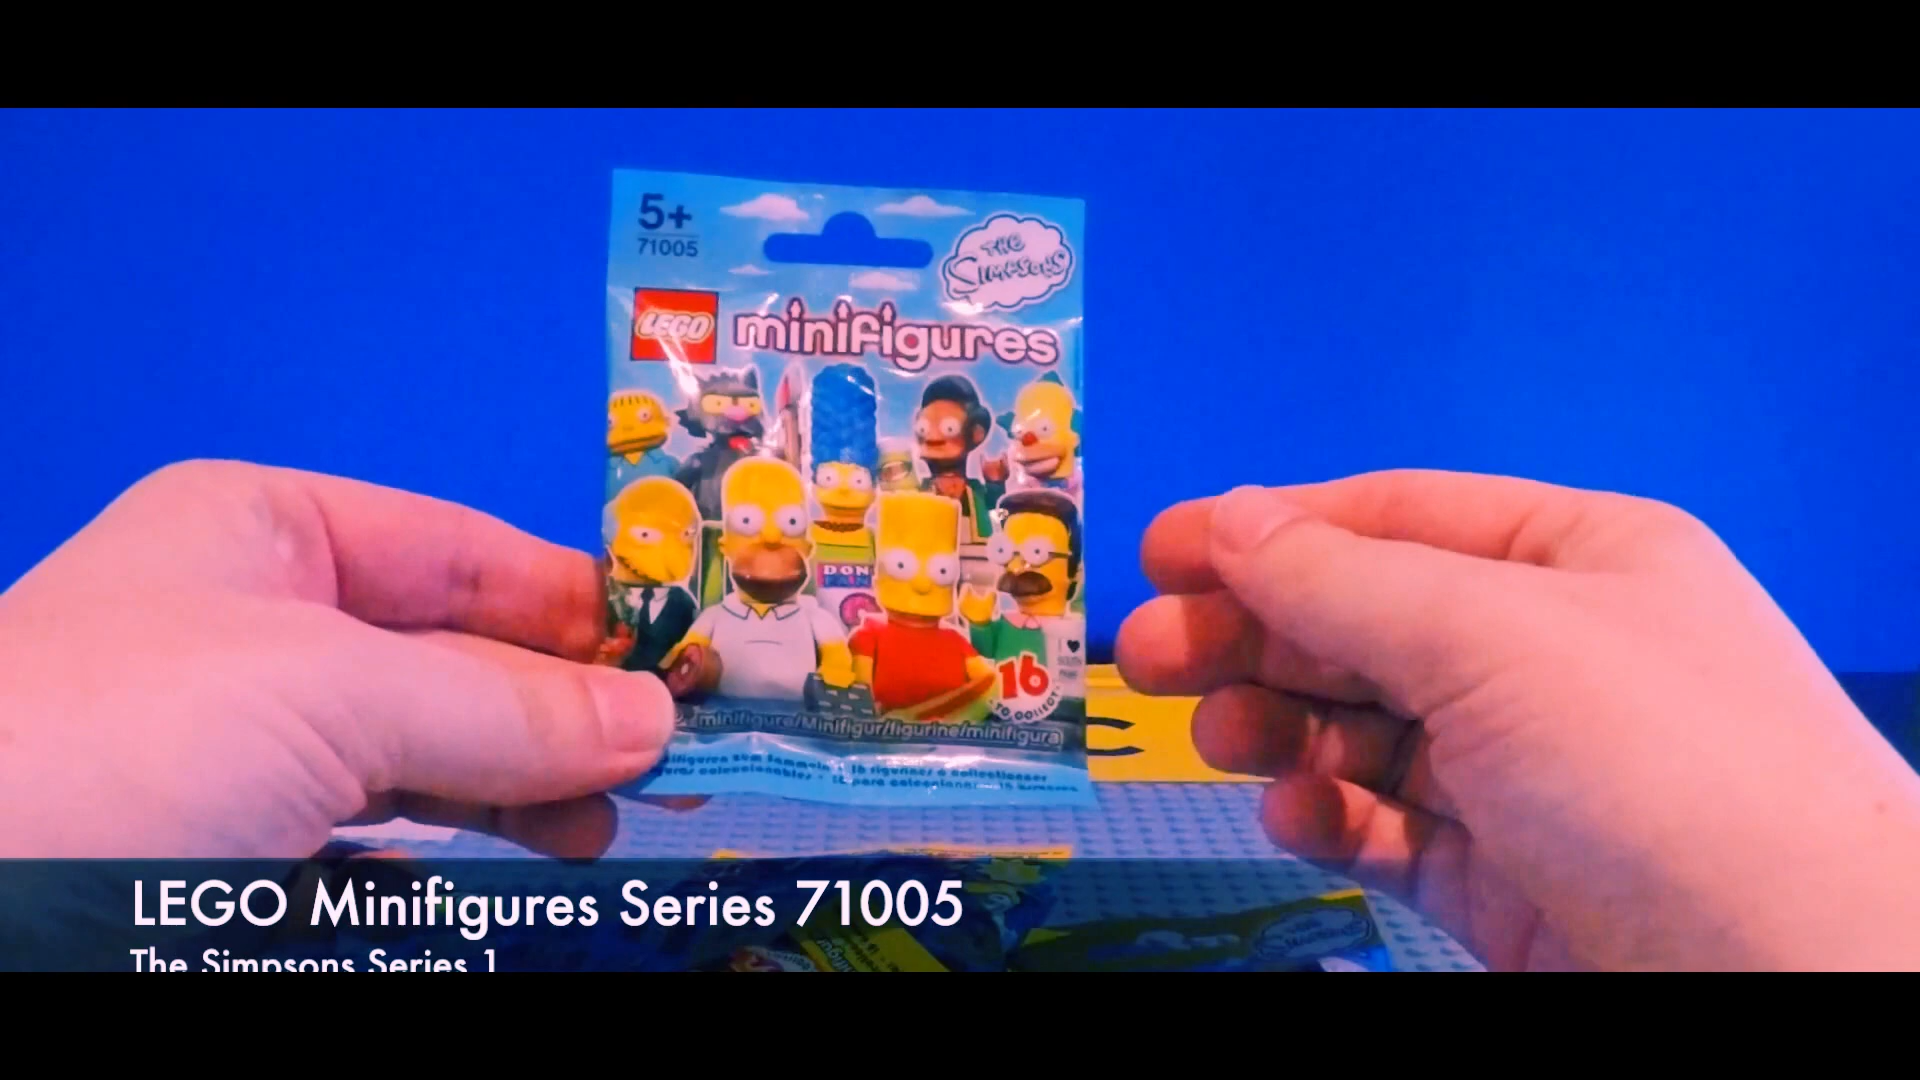 5+
71005
THE
SIMPSONS
LEGO
minifigures
DON
16
TO COLLECT
minifigure/Minifigur/figurine/minifigura
C
LEGO Minifigures Series 71005
The Simpsons Series 1